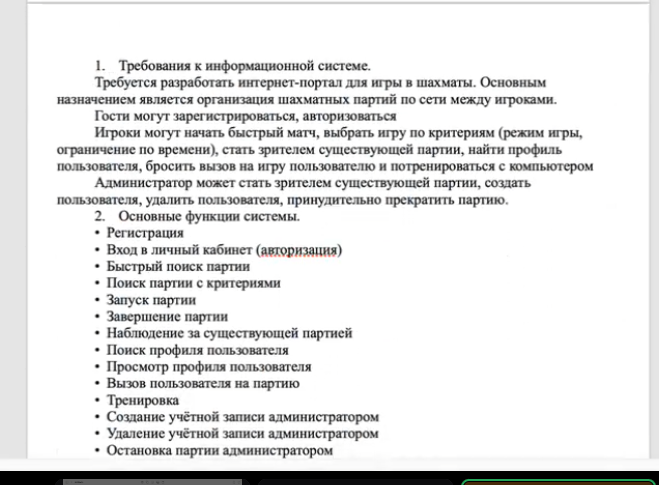 1. Требования к информационной системе.
Требуется разработать интернет-портал для игры в шахматы. Основным
назначением является организация шахматных партий по сети между игроками.
Гости могут зарегистрироваться, авторизоваться
Игроки могут начать быстрый матч, выбрать игру по критериям (режим игры,
ограничение по времени), стать зрителем существующей партии, найти профиль
пользователя, бросить вызов на игру пользователю и потренироваться с компьютером
Администратор может стать зрителем существующей партии, создать
пользователя, удалить пользователя, принудительно прекратить партию.
2. Основные функции системы.
• Регистрация
• Вход в личный кабинет (авторизация)
• Быстрый поиск партии
• Поиск партии с критериями
• Запуск партии
• Завершение партии
• Наблюдение за существующей партией
• Поиск профиля пользователя
• Просмотр профиля пользователя
• Вызов пользователя на партию
• Тренировка
• Создание учётной записи администратором
• Удаление учётной записи администратором
• Остановка партии администратором